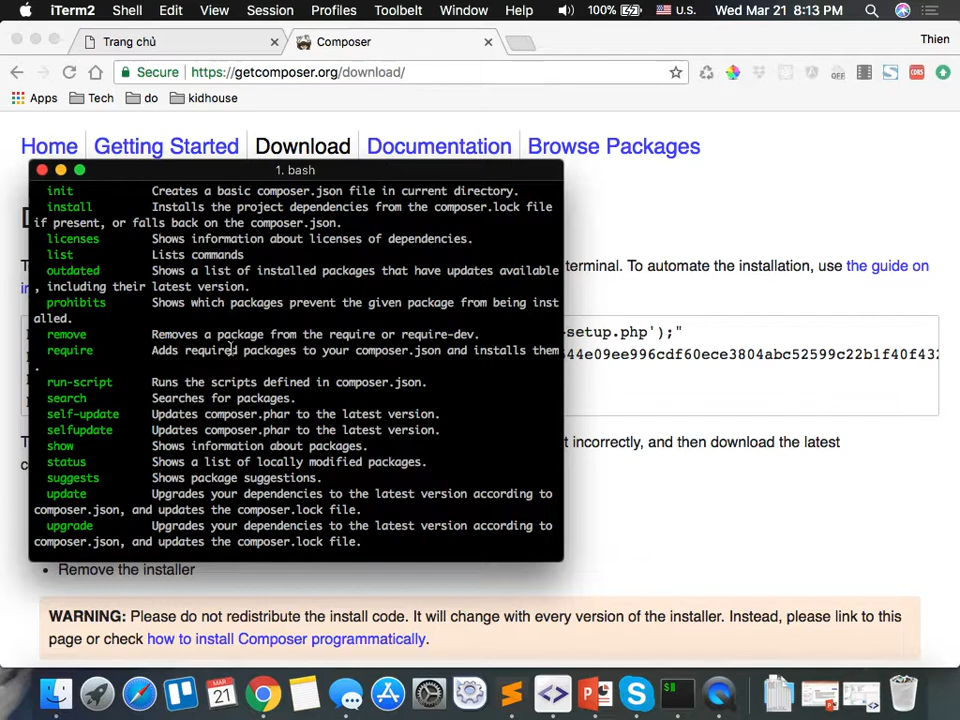 iTerm2 Shell Edit View Session Profiles Toolbelt Window Help 100% U.S. Wed Mar 21 8:13 PM
Trang chủ Composer Thien
Secure https://getcomposer.org/download/ OFF CORS
Apps Tech do kidhouse
Home Getting Started Download Documentation Browse Packages
1. bash
init Creates a basic composer.json file in current directory.
install Installs the project dependencies from the composer.lock file
if present, or falls back on the composer.json.
licenses Shows information about licenses of dependencies.
list Lists commands
outdated Shows a list of installed packages that have updates available
, including their latest version.
prohibits Shows which packages prevent the given package from being inst
alled.
remove Removes a package from the require or require-dev.
require Adds required packages to your composer.json and installs them
.
run-script Runs the scripts defined in composer.json.
search Searches for packages.
self-update Updates composer.phar to the latest version.
selfupdate Updates composer.phar to the latest version.
show Shows information about packages.
status Shows a list of locally modified packages.
suggests Shows package suggestions.
update Upgrades your dependencies to the latest version according to
composer.json, and updates the composer.lock file.
upgrade Upgrades your dependencies to the latest version according to
composer.json, and updates the composer.lock file.
terminal. To automate the installation, use the guide on
-setup.php');"
44e09ee996cdf60ece3804abc52599c22b1f40f432
t incorrectly, and then download the latest
Remove the installer
WARNING: Please do not redistribute the install code. It will change with every version of the installer. Instead, please link to this
page or check how to install Composer programmatically.
MAR
21